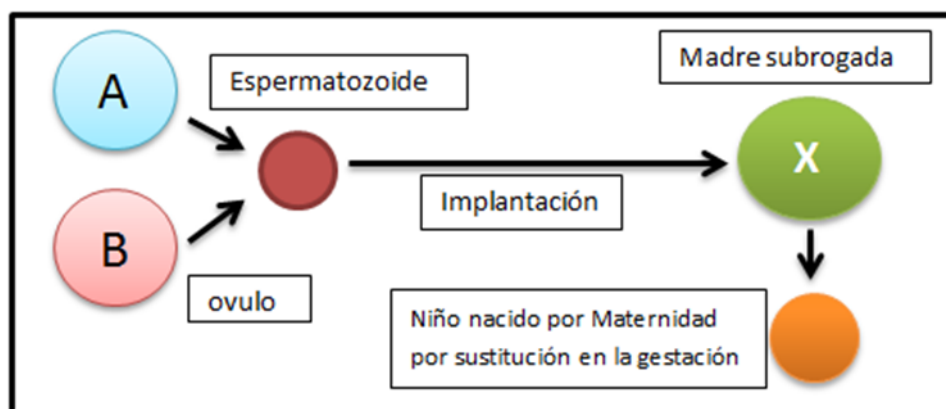 A
Espermatozoide
Madre subrogada
X
Implantación
B
ovulo
Niño nacido por Maternidad
por sustitución en la gestación